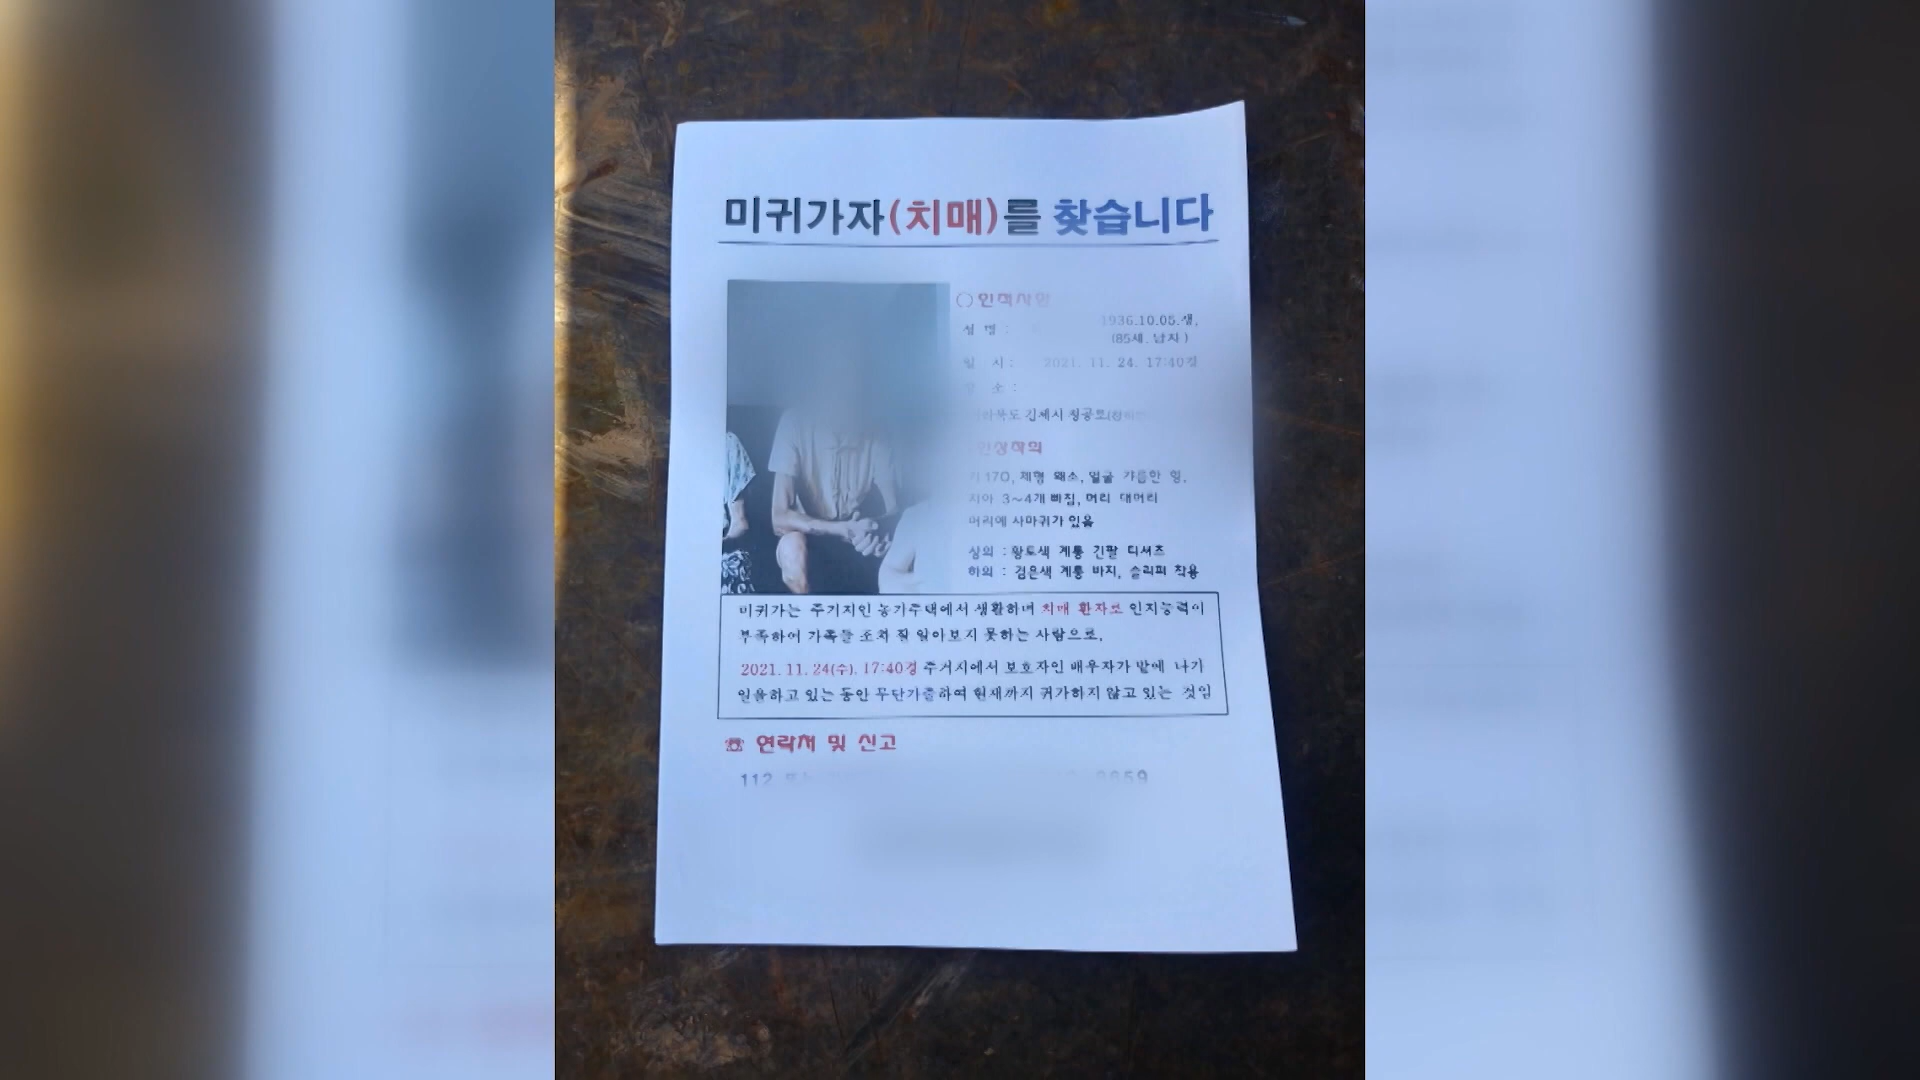 미귀가자(치매)를 찾습니다
○ 인적사항
성 명 :
1936.10.05.생,
(85세. 남자)
일 시 : 2021. 11. 24. 17:40경
장 소 :
전라북도 김제시 청공로
인상착의
키 170, 체형 왜소, 얼굴 갸름한 형,
치아 3~4개 빠짐, 머리 대머리
머리에 사마귀가 있음
상의 : 황토색 계통 긴팔 티셔츠
하의 : 검은색 계통 바지, 슬리퍼 착용
미귀가는 주거지인 농가주택에서 생활하며 치매 환자로 인지능력이
부족하여 가족들 조차 잘 알아보지 못하는 사람으로,
2021. 11. 24(수). 17:40경 주거지에서 보호자인 배우자가 밭에 나가
일을하고 있는 동안 무단가출하여 현재까지 귀가하지 않고 있는 것임
☎ 연락처 및 신고
112